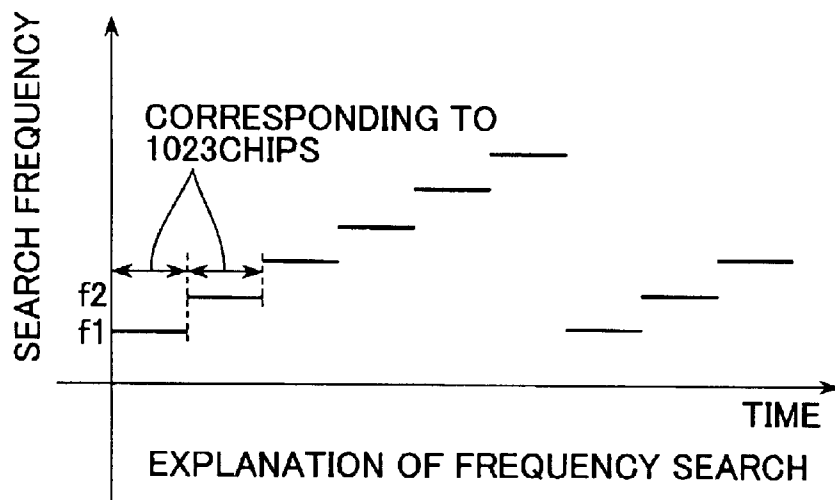 SEARCH FREQUENCY
CORRESPONDING TO
1023CHIPS
f2
f1
TIME
EXPLANATION OF FREQUENCY SEARCH